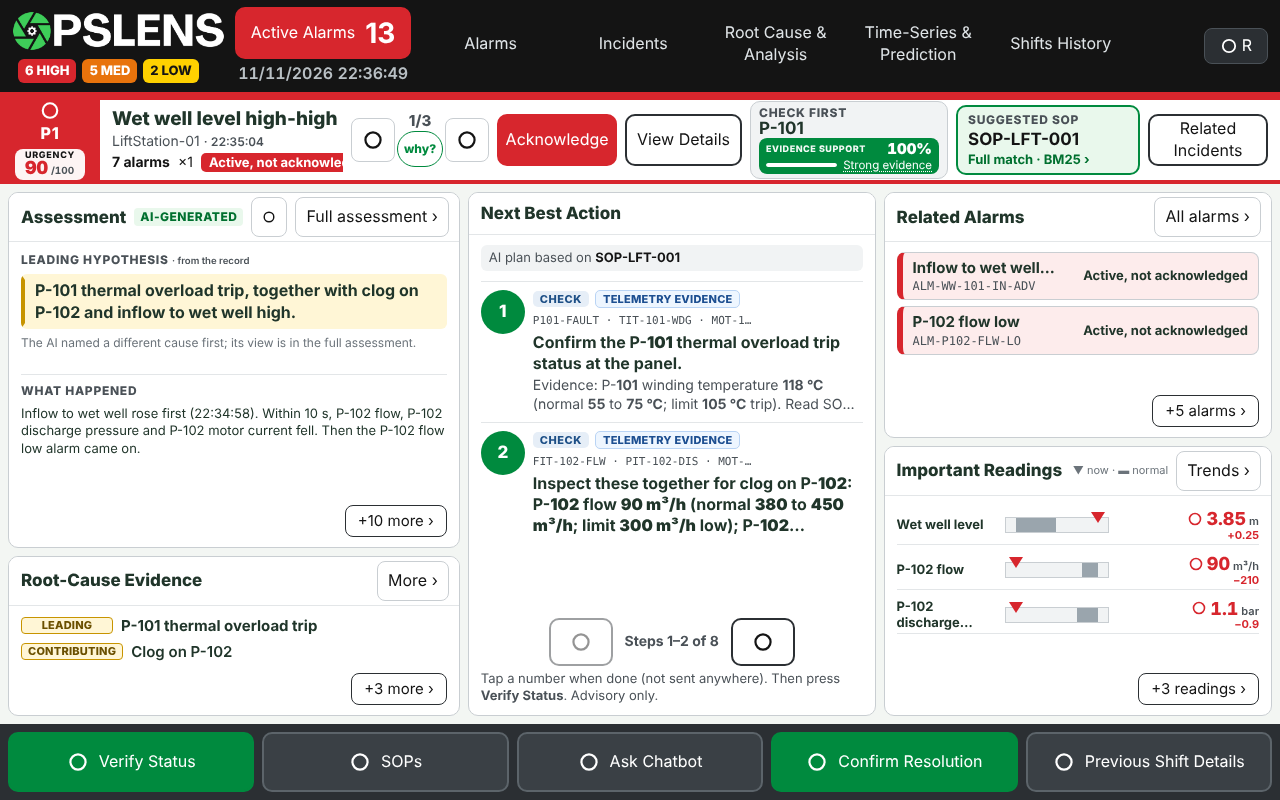 PSLENS
Active Alarms 13
6 HIGH 5 MED 2 LOW
11/11/2026 22:36:49
Alarms
Incidents
Root Cause &
Analysis
Time-Series &
Prediction
Shifts History
R
P1
URGENCY
90 /100
Wet well level high-high
LiftStation-01 · 22:35:04
7 alarms ×1 Active, not acknowle
1/3
why?
Acknowledge
View Details
CHECK FIRST
P-101
EVIDENCE SUPPORT 100%
Strong evidence
SUGGESTED SOP
SOP-LFT-001
Full match · BM25 ›
Related
Incidents
Assessment AI-GENERATED
Full assessment ›
LEADING HYPOTHESIS · from the record
P-101 thermal overload trip, together with clog on
P-102 and inflow to wet well high.
The AI named a different cause first; its view is in the full assessment.
WHAT HAPPENED
Inflow to wet well rose first (22:34:58). Within 10 s, P-102 flow, P-102
discharge pressure and P-102 motor current fell. Then the P-102 flow
low alarm came on.
+10 more ›
Root-Cause Evidence
More ›
LEADING P-101 thermal overload trip
CONTRIBUTING Clog on P-102
+3 more ›
Next Best Action
AI plan based on SOP-LFT-001
1
CHECK TELEMETRY EVIDENCE
P101-FAULT · TIT-101-WDG · MOT-1…
Confirm the P-101 thermal overload trip
status at the panel.
Evidence: P-101 winding temperature 118 °C
(normal 55 to 75 °C; limit 105 °C trip). Read SO…
2
CHECK TELEMETRY EVIDENCE
FIT-102-FLW · PIT-102-DIS · MOT-…
Inspect these together for clog on P-102:
P-102 flow 90 m³/h (normal 380 to 450
m³/h; limit 300 m³/h low); P-102…
Steps 1–2 of 8
Tap a number when done (not sent anywhere). Then press
Verify Status. Advisory only.
Related Alarms
All alarms ›
Inflow to wet well…
ALM-WW-101-IN-ADV
Active, not acknowledged
P-102 flow low
ALM-P102-FLW-LO
Active, not acknowledged
+5 alarms ›
Important Readings
now · normal
Trends ›
Wet well level
3.85 m
+0.25
P-102 flow
90 m³/h
−210
P-102
discharge…
1.1 bar
−0.9
+3 readings ›
Verify Status
SOPs
Ask Chatbot
Confirm Resolution
Previous Shift Details